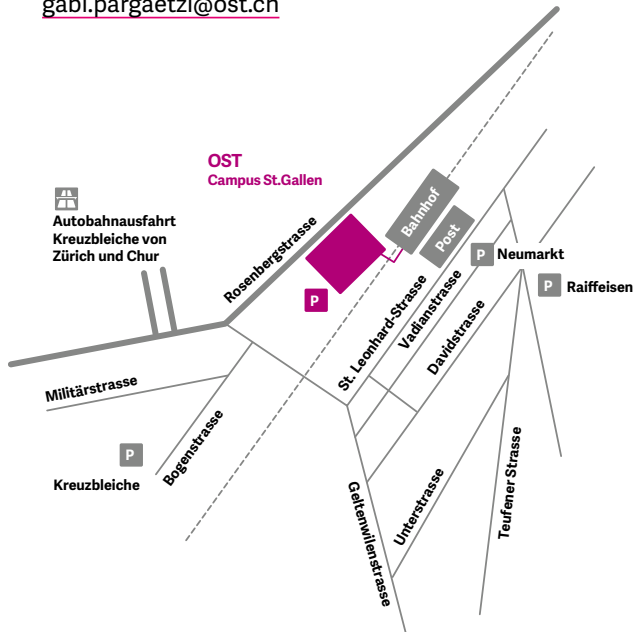 gabi.pargaetzi@ost.ch
OST
Campus St.Gallen
Autobahnausfahrt
Kreuzbleiche von
Zürich und Chur
Rosenbergstrasse
Bahnhof
Post
P
Neumarkt
P
Raiffeisen
P
St. Leonhard-Strasse
Vadianstrasse
Davidstrasse
Militärstrasse
Bogenstrasse
P
Kreuzbleiche
Geltenwilenstrasse
Unterstrasse
Teufener Strasse